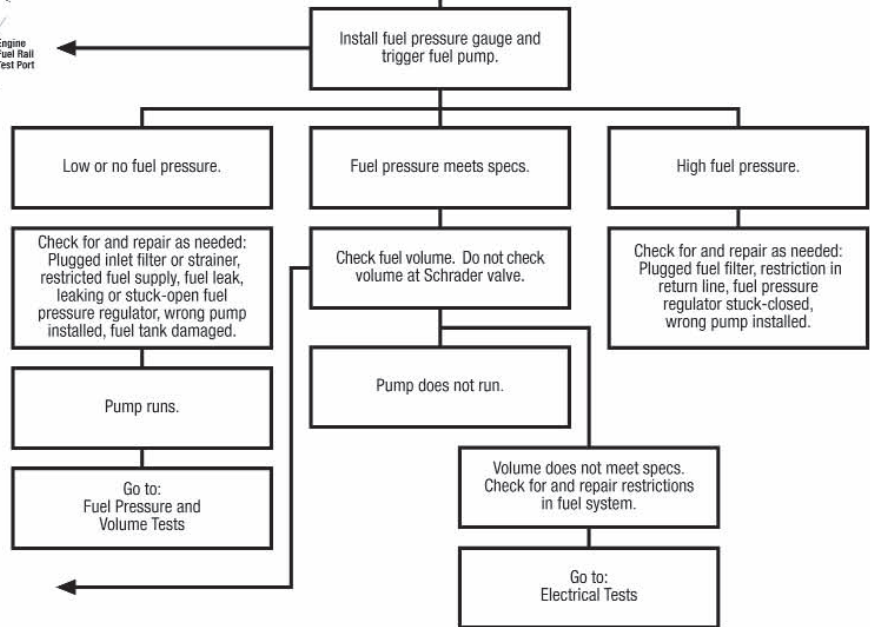 Engine
Fuel Rail
Test Port
Install fuel pressure gauge and
trigger fuel pump.
Low or no fuel pressure.
Fuel pressure meets specs.
High fuel pressure.
Check for and repair as needed:
Plugged inlet filter or strainer,
restricted fuel supply, fuel leak,
leaking or stuck-open fuel
pressure regulator, wrong pump
installed, fuel tank damaged.
Check fuel volume. Do not check
volume at Schrader valve.
Check for and repair as needed:
Plugged fuel filter, restriction in
return line, fuel pressure
regulator stuck-closed,
wrong pump installed.
Pump runs.
Pump does not run.
Go to:
Fuel Pressure and
Volume Tests
Volume does not meet specs.
Check for and repair restrictions
in fuel system.
Go to:
Electrical Tests